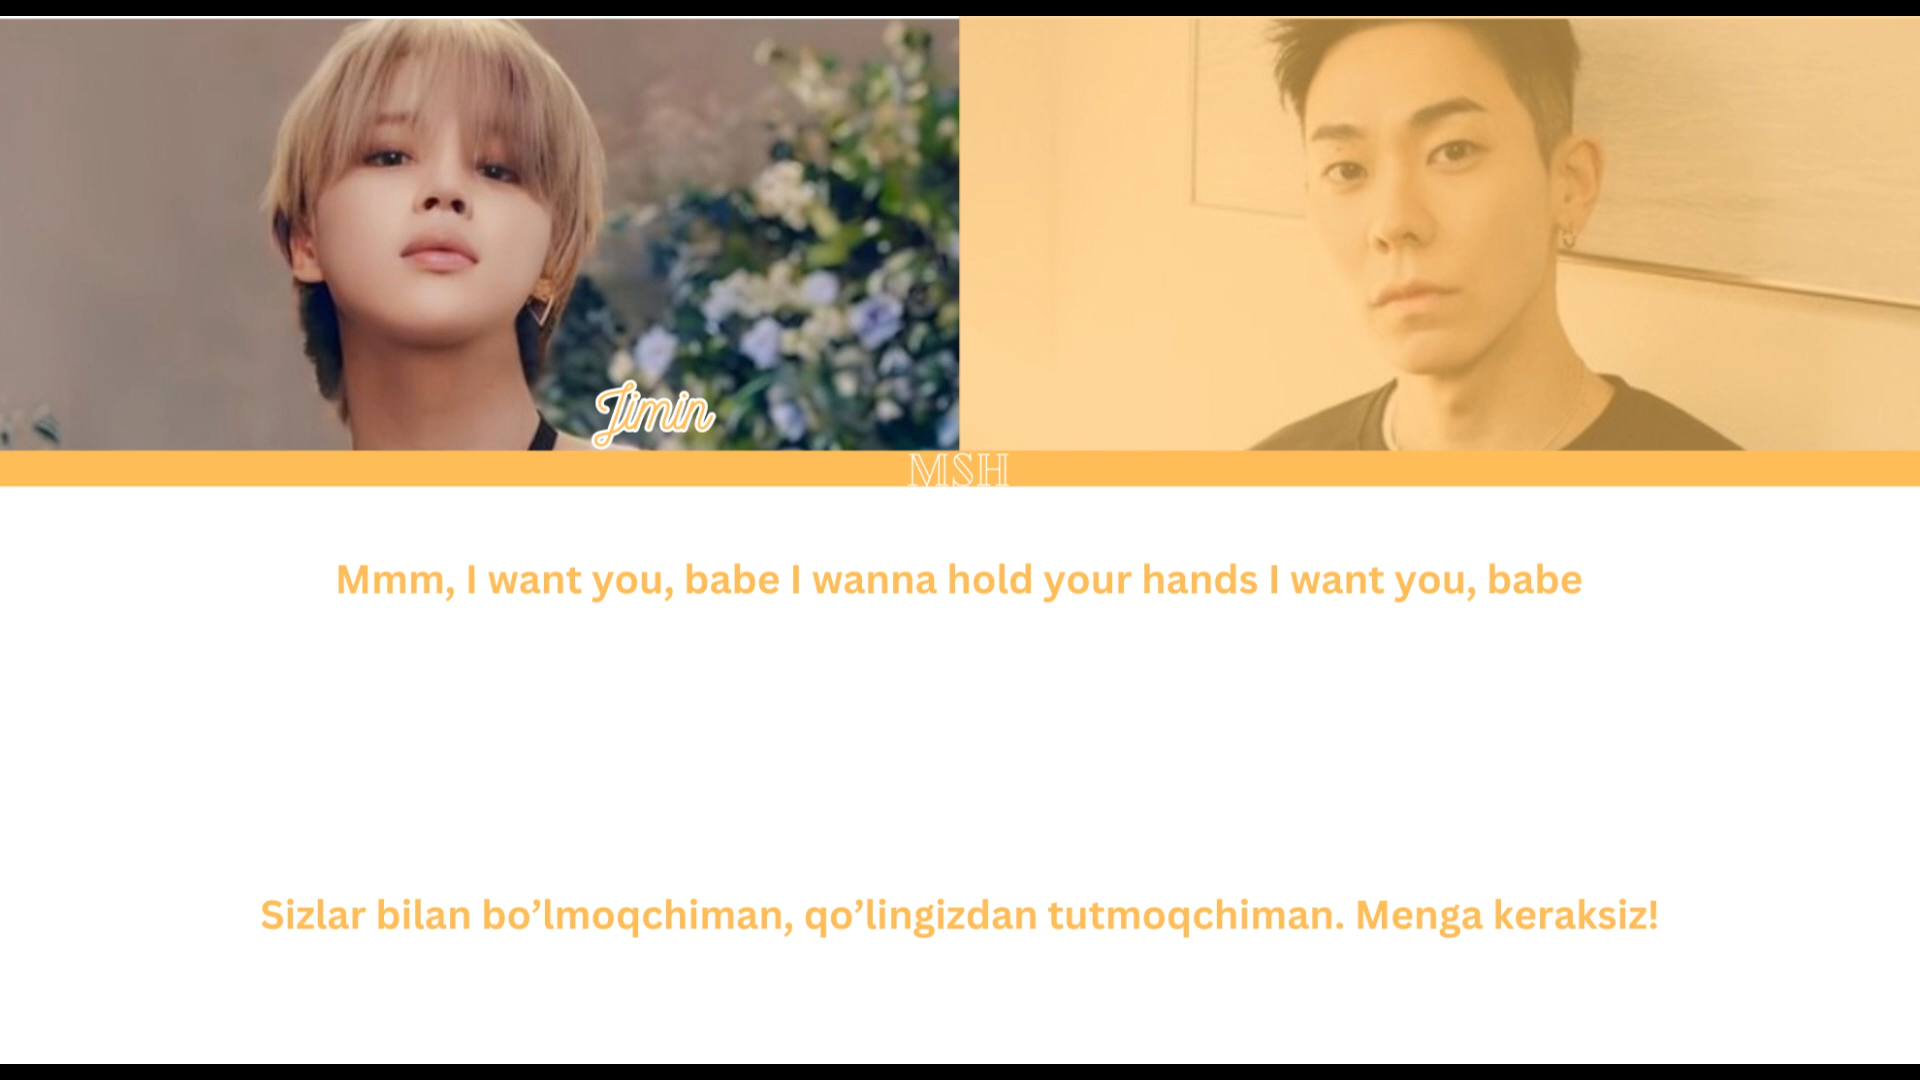 Jimin
MSH
Mmm, I want you, babe I wanna hold your hands I want you, babe
Sizlar bilan bo’lmoqchiman, qo’lingizdan tutmoqchiman. Menga keraksiz!